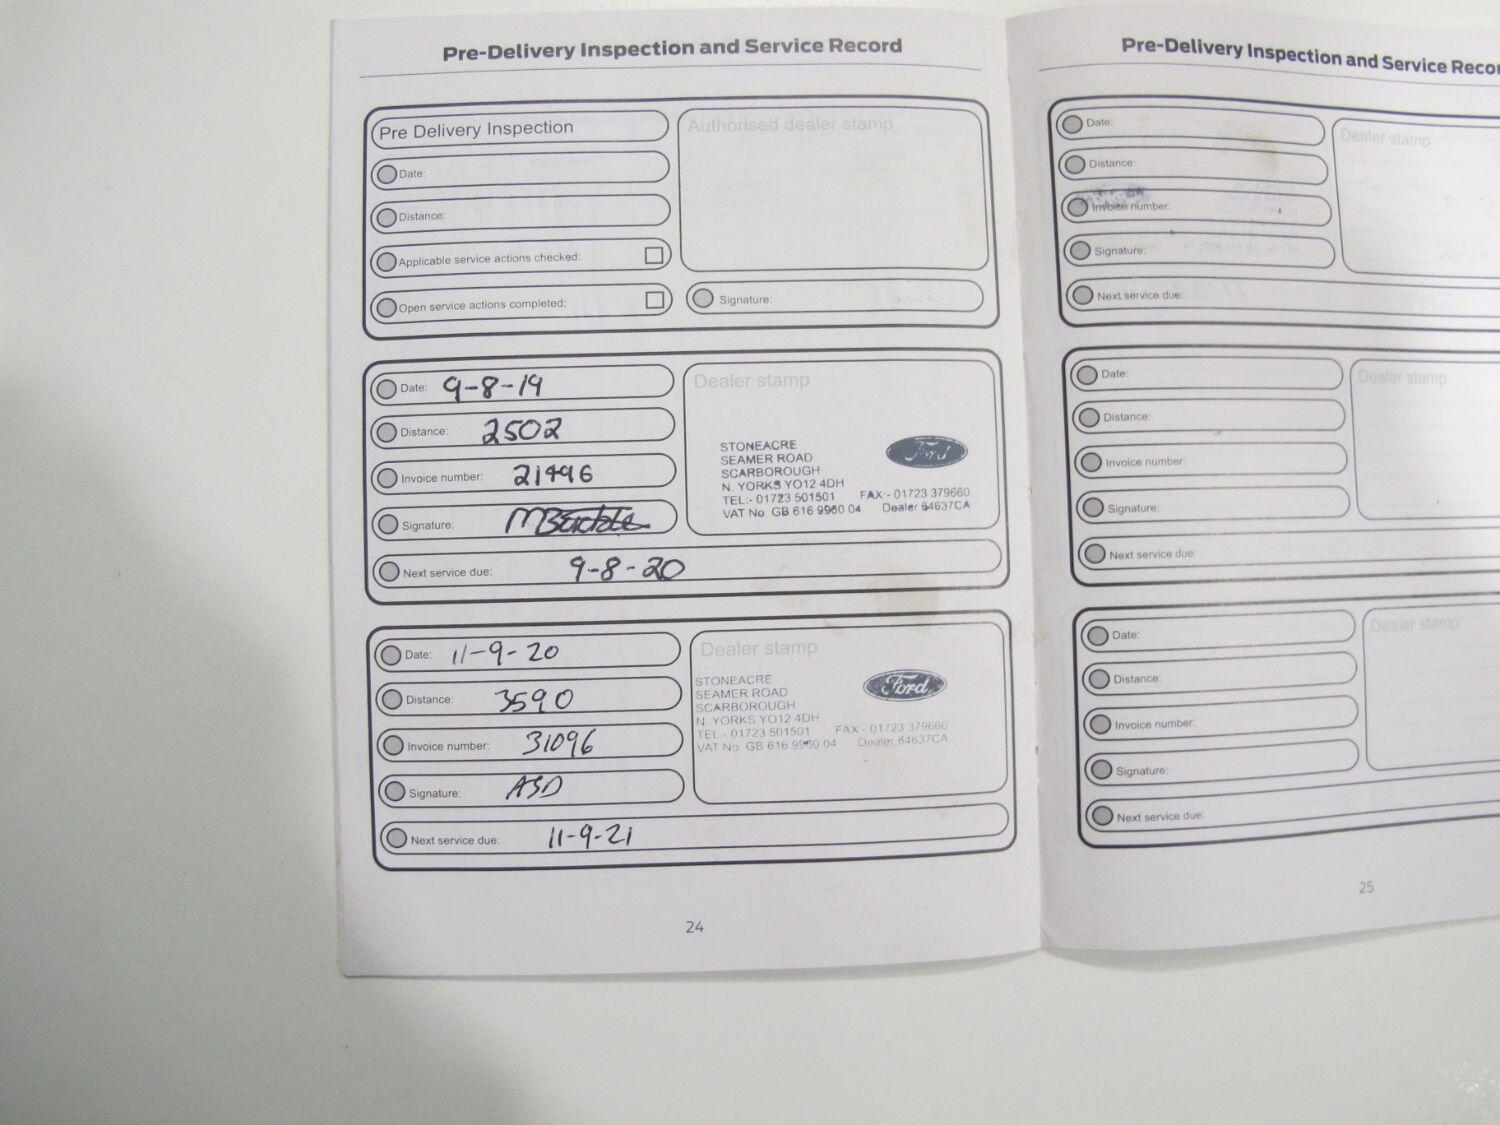 Pre-Delivery Inspection and Service Record
Pre Delivery Inspection
Authorised dealer stamp
Date:
Distance:
Applicable service actions checked:
Open service actions completed:
Signature:
Date: 9-8-19
Distance: 2502
Invoice number: 21496
Signature:
Next service due: 9-8-20
Dealer stamp
STONEACRE
SEAMER ROAD
SCARBOROUGH
N. YORKS YO12 4DH
TEL:- 01723 501501 FAX:- 01723 379660
VAT No GB 616 9960 04 Dealer 64637CA
Ford
Date: 11-9-20
Distance: 3590
Invoice number: 31096
Signature: ASD
Next service due: 11-9-21
Dealer stamp
STONEACRE
SEAMER ROAD
SCARBOROUGH
N. YORKS YO12 4DH
TEL - 01723 501501 FAX - 01723 379660
VAT No GB 616 9960 04 Dealer 64637CA
Ford
24
Pre-Delivery Inspection and Service Recor
Date:
Distance:
Invoice number:
Signature:
Next service due:
Dealer stamp
Date:
Distance:
Invoice number:
Signature:
Next service due:
Dealer stamp
Date:
Distance:
Invoice number:
Signature:
Next service due:
Dealer stamp
25